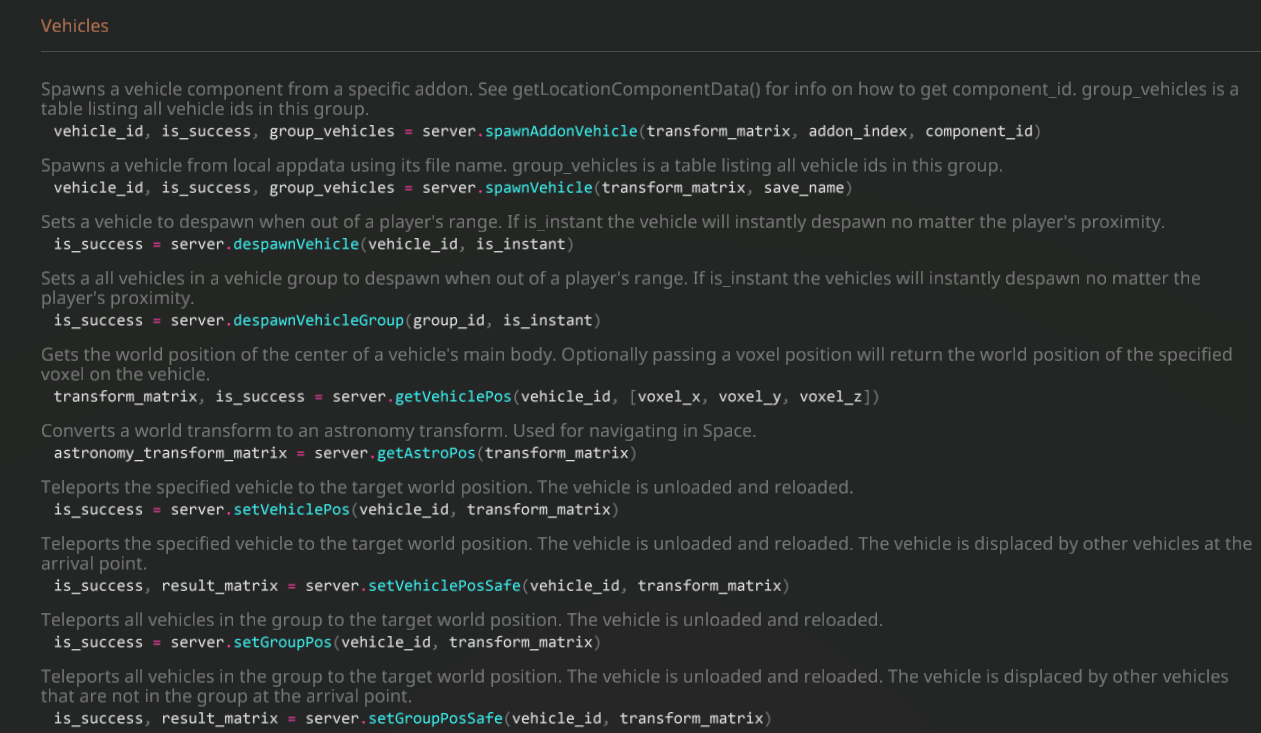 Vehicles
Spawns a vehicle component from a specific addon. See getLocationComponentData() for info on how to get component_id. group_vehicles is a
table listing all vehicle ids in this group.
vehicle_id, is_success, group_vehicles = server.spawnAddonVehicle(transform_matrix, addon_index, component_id)
Spawns a vehicle from local appdata using its file name. group_vehicles is a table listing all vehicle ids in this group.
vehicle_id, is_success, group_vehicles = server.spawnVehicle(transform_matrix, save_name)
Sets a vehicle to despawn when out of a player's range. If is_instant the vehicle will instantly despawn no matter the player's proximity.
is_success = server.despawnVehicle(vehicle_id, is_instant)
Sets a all vehicles in a vehicle group to despawn when out of a player's range. If is_instant the vehicles will instantly despawn no matter the
player's proximity.
is_success = server.despawnVehicleGroup(group_id, is_instant)
Gets the world position of the center of a vehicle's main body. Optionally passing a voxel position will return the world position of the specified
voxel on the vehicle.
transform_matrix, is_success = server.getVehiclePos(vehicle_id, [voxel_x, voxel_y, voxel_z])
Converts a world transform to an astronomy transform. Used for navigating in Space.
astronomy_transform_matrix = server.getAstroPos(transform_matrix)
Teleports the specified vehicle to the target world position. The vehicle is unloaded and reloaded.
is_success = server.setVehiclePos(vehicle_id, transform_matrix)
Teleports the specified vehicle to the target world position. The vehicle is unloaded and reloaded. The vehicle is displaced by other vehicles at the
arrival point.
is_success, result_matrix = server.setVehiclePosSafe(vehicle_id, transform_matrix)
Teleports all vehicles in the group to the target world position. The vehicle is unloaded and reloaded.
is_success = server.setGroupPos(vehicle_id, transform_matrix)
Teleports all vehicles in the group to the target world position. The vehicle is unloaded and reloaded. The vehicle is displaced by other vehicles
that are not in the group at the arrival point.
is_success, result_matrix = server.setGroupPosSafe(vehicle_id, transform_matrix)